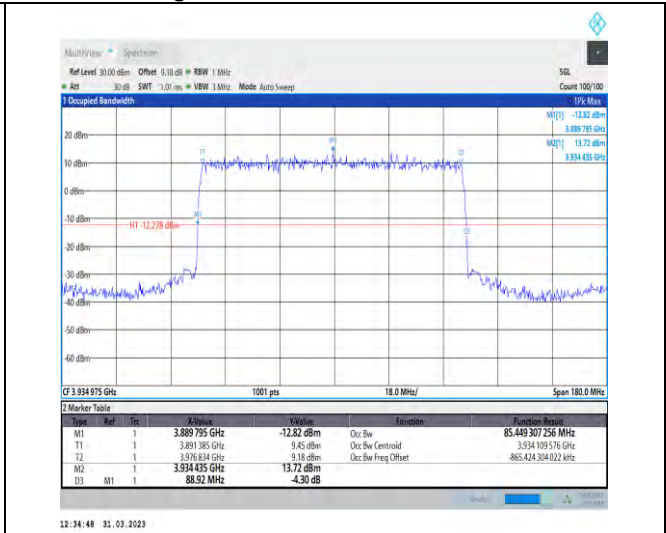 MultiView Spectrum
Ref Level 30.00 dBm Offset 9.18 dB RBW 1 MHz SGL
Att 30 dB SWT 1.01 ms VBW 3 MHz Mode Auto Sweep Count 100/100
1 Occupied Bandwidth 1Pk Max
M1[1] -12.82 dBm
3.889 795 GHz
M2[1] 13.72 dBm
3.934 435 GHz
20 dBm
10 dBm
0 dBm
-10 dBm
H1 -12.278 dBm
-20 dBm
-30 dBm
-40 dBm
-50 dBm
-60 dBm
T1
M2
T2
M1
D3
CF 3.934 975 GHz 1001 pts 18.0 MHz/ Span 180.0 MHz
2 Marker Table
Type Ref Trc X-Value Y-Value Function Function Result
M1 1 3.889 795 GHz -12.82 dBm Occ Bw 85.449 307 256 MHz
T1 1 3.891 385 GHz 9.45 dBm Occ Bw Centroid 3.934 109 576 GHz
T2 1 3.976 834 GHz 9.18 dBm Occ Bw Freq Offset -865.424 304 022 kHz
M2 1 3.934 435 GHz 13.72 dBm
D3 M1 1 88.92 MHz -4.30 dB
12:34:48 31.03.2023